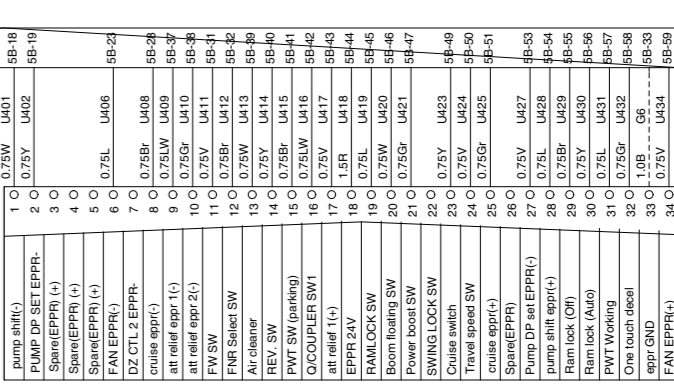 pump shift(-) 1 0.75W U401 5B-18
PUMP DP SET EPPR- 2 0.75Y U402 5B-19
Spare(EPPR) (+) 3
Spare(EPPR) (+) 4
Spare(EPPR) (+) 5
FAN EPPR(-) 6 0.75L U406 5B-23
DZ CTL 2 EPPR- 7
cruise eppr(-) 8 0.75Br U408 5B-28
att relief eppr 1(-) 9 0.75LW U409 5B-37
att relief eppr 2(-) 10 0.75Gr U410 5B-38
FW SW 11 0.75V U411 5B-31
FNR Select SW 12 0.75Br U412 5B-32
Air cleaner 13 0.75W U413 5B-39
REV. SW 14 0.75Y U414 5B-40
PWT SW (parking) 15 0.75Br U415 5B-41
Q/COUPLER SW1 16 0.75LW U416 5B-42
att relief 1(+) 17 0.75V U417 5B-43
EPPR 24V 18 1.5R U418 5B-44
RAMLOCK SW 19 0.75L U419 5B-45
Boom floating SW 20 0.75W U420 5B-46
Power boost SW 21 0.75Gr U421 5B-47
SWING LOCK SW 22
Cruise switch 23 0.75Y U423 5B-49
Travel speed SW 24 0.75V U424 5B-50
cruise eppr(+) 25 0.75Gr U425 5B-51
Spare(EPPR) 26
Pump DP set EPPR(-) 27 0.75V U427 5B-53
pump shift eppr(+) 28 0.75L U428 5B-54
Ram lock (Off) 29 0.75Br U429 5B-55
Ram lock (Auto) 30 0.75Y U430 5B-56
PWT Working 31 0.75L U431 5B-57
One touch decel 32 0.75Gr U432 5B-58
eppr GND 33 1.0B G6 5B-33
FAN EPPR(+) 34 0.75V U434 5B-59